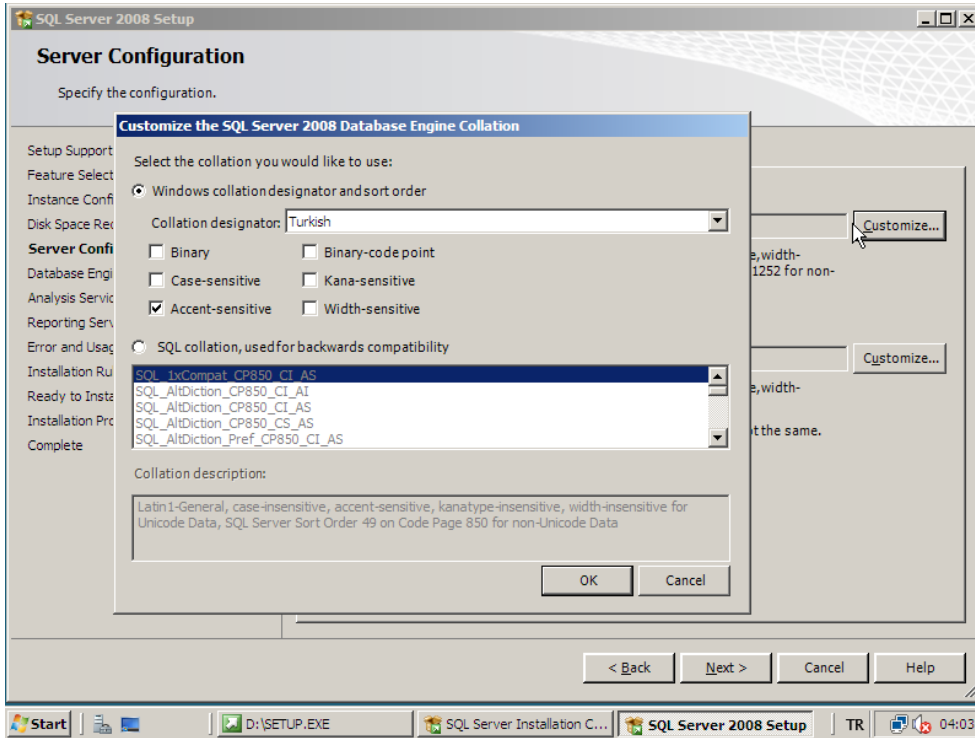 SQL Server 2008 Setup
Server Configuration
Specify the configuration.
Customize the SQL Server 2008 Database Engine Collation
Setup Support
Feature Select
Instance Confi
Disk Space Rec
Server Confi
Database Engi
Analysis Servic
Reporting Serv
Error and Usag
Installation Ru
Ready to Insta
Installation Pro
Complete
Select the collation you would like to use:
Windows collation designator and sort order
Collation designator: Turkish
Binary Binary-code point
Case-sensitive Kana-sensitive
Accent-sensitive Width-sensitive
SQL collation, used for backwards compatibility
SQL_1xCompat_CP850_CI_AS
SQL_AltDiction_CP850_CI_AI
SQL_AltDiction_CP850_CI_AS
SQL_AltDiction_CP850_CS_AS
SQL_AltDiction_Pref_CP850_CI_AS
Collation description:
Latin1-General, case-insensitive, accent-sensitive, kanatype-insensitive, width-insensitive for
Unicode Data, SQL Server Sort Order 49 on Code Page 850 for non-Unicode Data
OK Cancel
Customize...
e, width-
1252 for non-
Customize...
e, width-
t the same.
< Back Next > Cancel Help
Start D:\SETUP.EXE SQL Server Installation C... SQL Server 2008 Setup TR 04:03